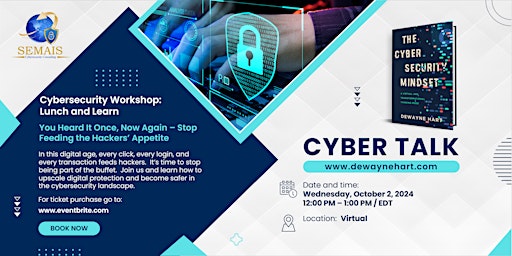 SEMAIS
Cybersecurity Workshop:
Lunch and Learn
You Heard It Once, Now Again – Stop
Feeding the Hackers' Appetite
In this digital age, every click, every login, and
every transaction feeds hackers. It's time to stop
being part of the buffet. Join us and learn how to
upscale digital protection and become safer in
the cybersecurity landscape.
For ticket purchase go to:
www.eventbrite.com
BOOK NOW
THE
CYBER
SECURITY
MINDSET
DEWAYNE HART
CYBER TALK
www.dewaynehart.com
Date and time:
Wednesday, October 2, 2024
12:00 PM – 1:00 PM / EDT
Location: Virtual